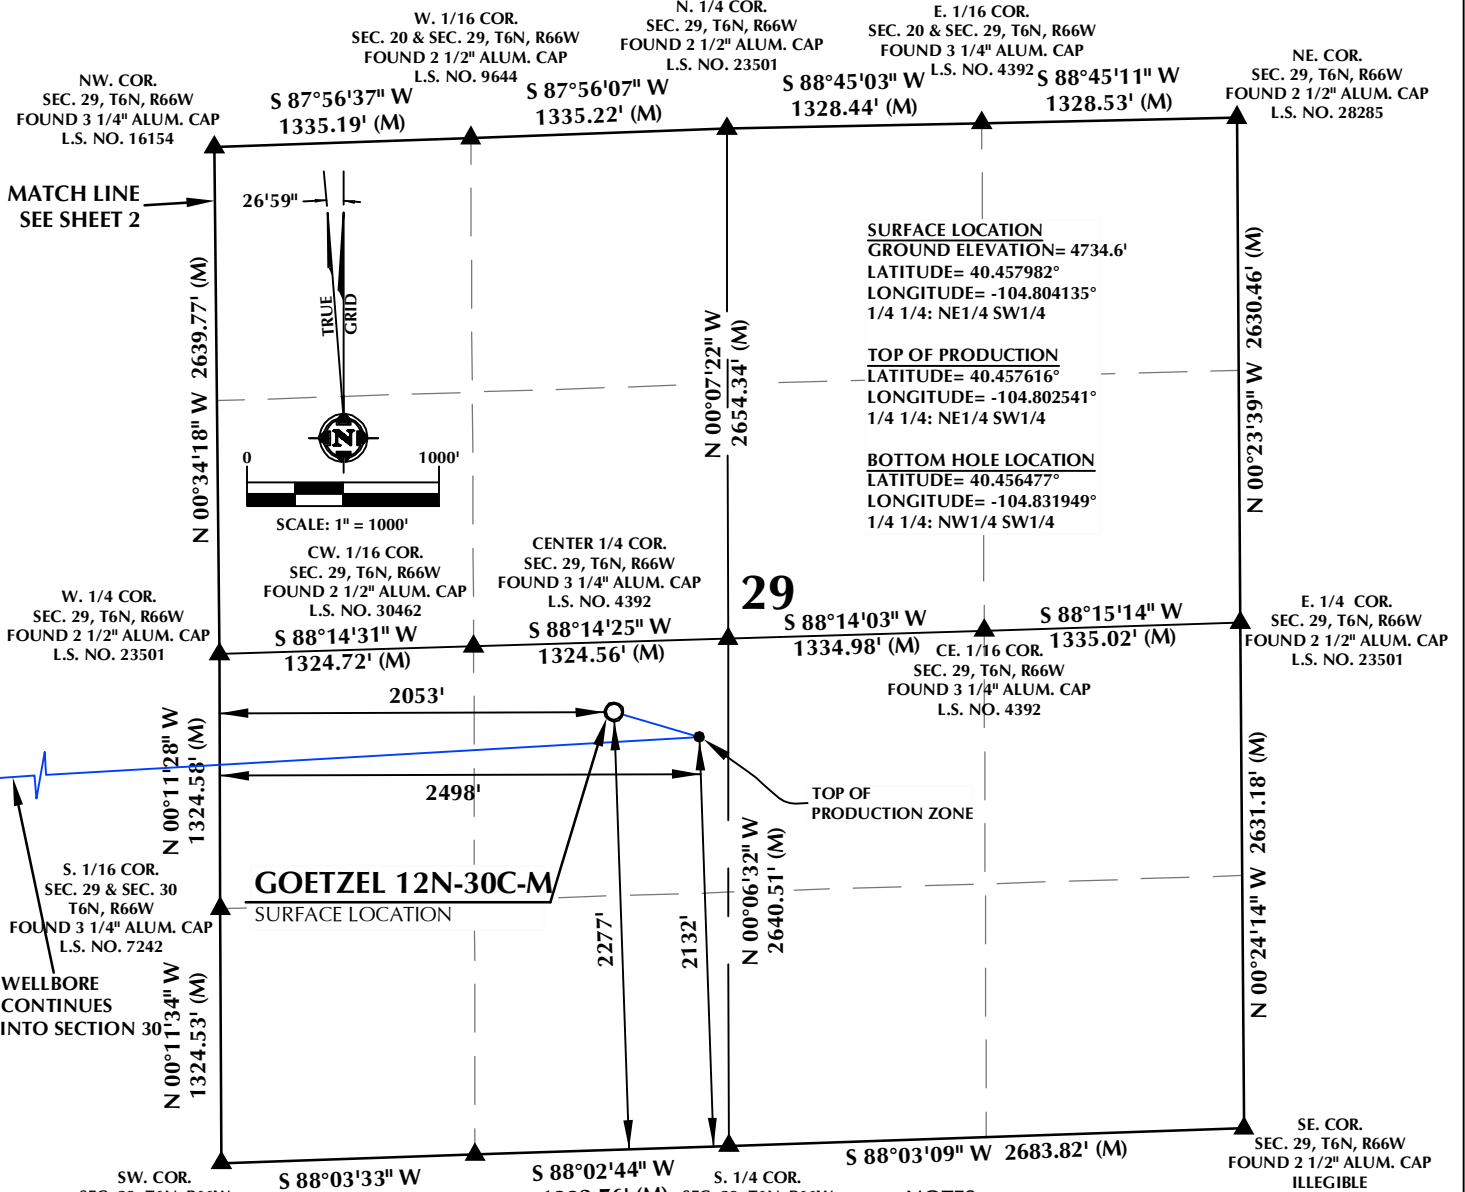 W. 1/16 COR.
SEC. 20 & SEC. 29, T6N, R66W
FOUND 2 1/2" ALUM. CAP
L.S. NO. 9644
N. 1/4 COR.
SEC. 29, T6N, R66W
FOUND 2 1/2" ALUM. CAP
L.S. NO. 23501
E. 1/16 COR.
SEC. 20 & SEC. 29, T6N, R66W
FOUND 3 1/4" ALUM. CAP
L.S. NO. 4392
NE. COR.
SEC. 29, T6N, R66W
FOUND 2 1/2" ALUM. CAP
L.S. NO. 28285
NW. COR.
SEC. 29, T6N, R66W
FOUND 3 1/4" ALUM. CAP
L.S. NO. 16154
S 87°56'37" W
1335.19' (M)
S 87°56'07" W
1335.22' (M)
S 88°45'03" W
1328.44' (M)
S 88°45'11" W
1328.53' (M)
MATCH LINE
SEE SHEET 2
26'59"
TRUE
GRID
N
0 1000'
SCALE: 1" = 1000'
N 00°34'18" W 2639.77' (M)
N 00°07'22" W
2654.34' (M)
SURFACE LOCATION
GROUND ELEVATION= 4734.6'
LATITUDE= 40.457982°
LONGITUDE= -104.804135°
1/4 1/4: NE1/4 SW1/4
TOP OF PRODUCTION
LATITUDE= 40.457616°
LONGITUDE= -104.802541°
1/4 1/4: NE1/4 SW1/4
BOTTOM HOLE LOCATION
LATITUDE= 40.456477°
LONGITUDE= -104.831949°
1/4 1/4: NW1/4 SW1/4
N 00°23'39" W 2630.46' (M)
W. 1/4 COR.
SEC. 29, T6N, R66W
FOUND 2 1/2" ALUM. CAP
L.S. NO. 23501
CW. 1/16 COR.
SEC. 29, T6N, R66W
FOUND 2 1/2" ALUM. CAP
L.S. NO. 30462
CENTER 1/4 COR.
SEC. 29, T6N, R66W
FOUND 3 1/4" ALUM. CAP
L.S. NO. 4392
29
E. 1/4 COR.
SEC. 29, T6N, R66W
FOUND 2 1/2" ALUM. CAP
L.S. NO. 23501
S 88°14'31" W
1324.72' (M)
S 88°14'25" W
1324.56' (M)
S 88°14'03" W
1334.98' (M)
S 88°15'14" W
1335.02' (M)
CE. 1/16 COR.
SEC. 29, T6N, R66W
FOUND 3 1/4" ALUM. CAP
L.S. NO. 4392
2053'
2498'
N 00°11'28" W
1324.58' (M)
TOP OF
PRODUCTION ZONE
S. 1/16 COR.
SEC. 29 & SEC. 30
T6N, R66W
FOUND 3 1/4" ALUM. CAP
L.S. NO. 7242
GOETZEL 12N-30C-M
SURFACE LOCATION
2277'
2132'
N 00°06'32" W
2640.51' (M)
N 00°24'14" W 2631.18' (M)
WELLBORE
CONTINUES
INTO SECTION 30
N 00°11'34" W
1324.53' (M)
SW. COR.
S 88°03'33" W
S 88°02'44" W
S 88°03'09" W 2683.82' (M)
S. 1/4 COR.
SE. COR.
SEC. 29, T6N, R66W
FOUND 2 1/2" ALUM. CAP
ILLEGIBLE